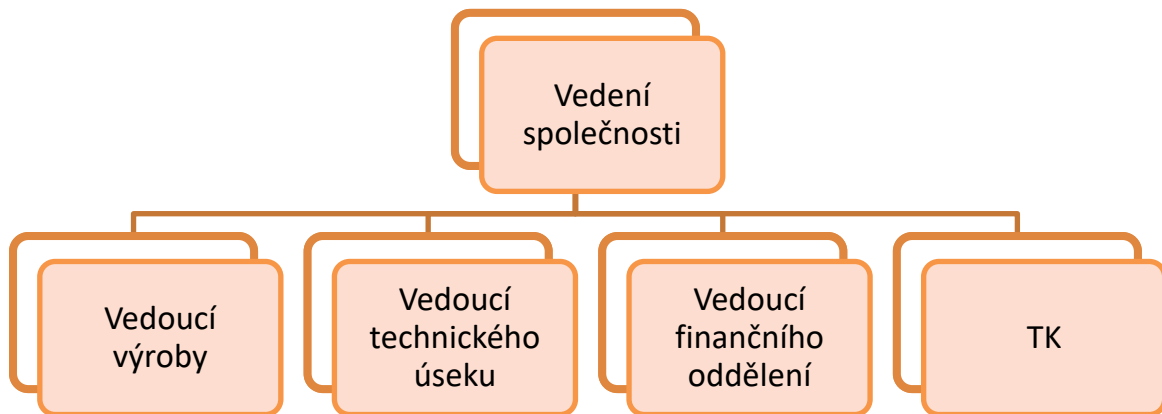 Vedení
společnosti
Vedoucí
výroby
Vedoucí
technického
úseku
Vedoucí
finančního
oddělení
TK